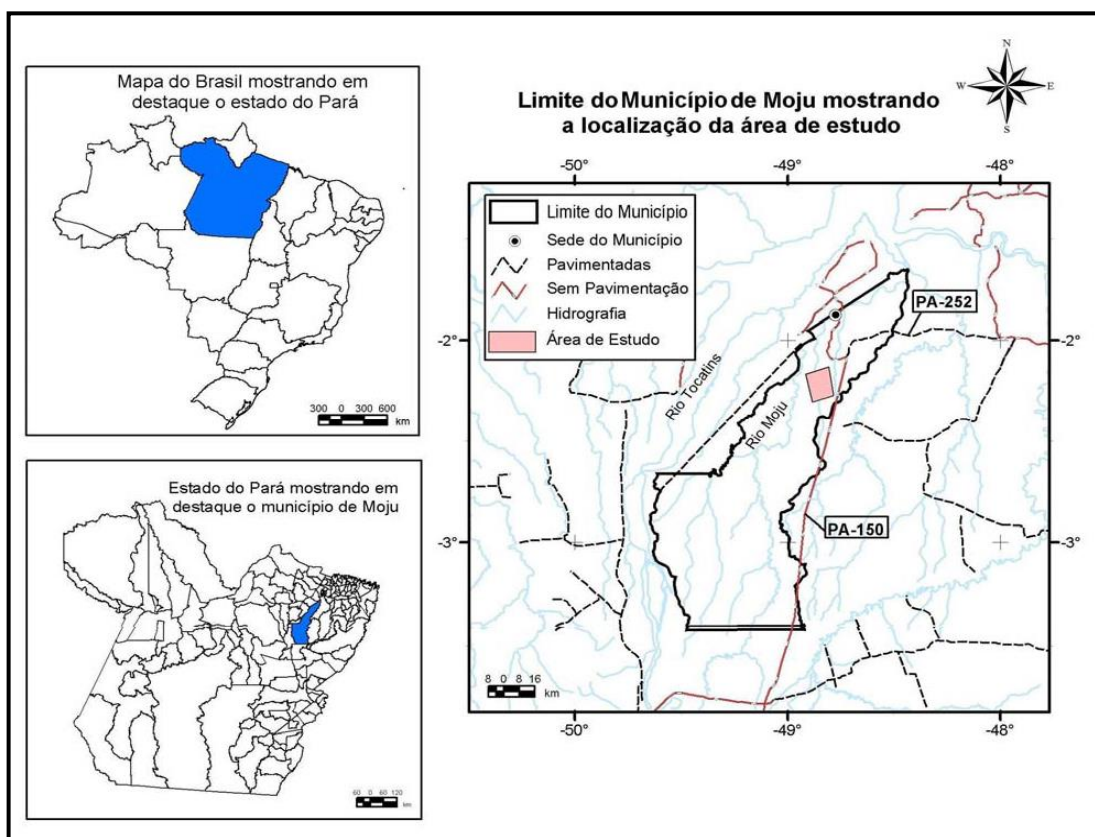 Mapa do Brasil mostrando em
destaque o estado do Pará
300 0 300 600
km
Estado do Pará mostrando em
destaque o município de Moju
60 0 60 120
km
N
W E
S
Limite do Município de Moju mostrando
a localização da área de estudo
-50° -49° -48°
Limite do Município
Sede do Município
Pavimentadas
Sem Pavimentação
Hidrografia
Área de Estudo
PA-252
-2° -2°
Rio Tocatins
Rio Moju
PA-150
-3° -3°
8 0 8 16
km
-50° -49° -48°